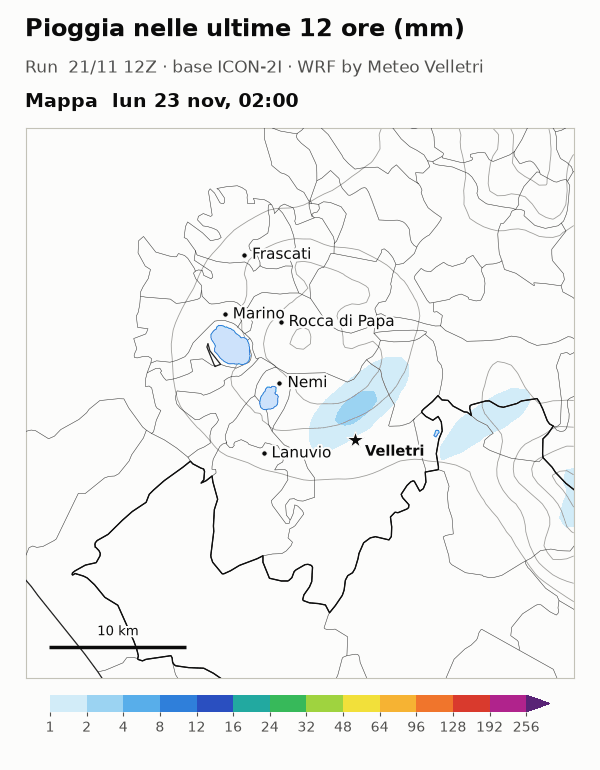 Pioggia nelle ultime 12 ore (mm)
Run  21/11 12Z · base ICON-2I · WRF by Meteo Velletri
Mappa  lun 23 nov, 02:00
Frascati
Marino
Rocca di Papa
Nemi
Lanuvio
Velletri
10 km
1 2 4 8 12 16 24 32 48 64 96 128 192 256